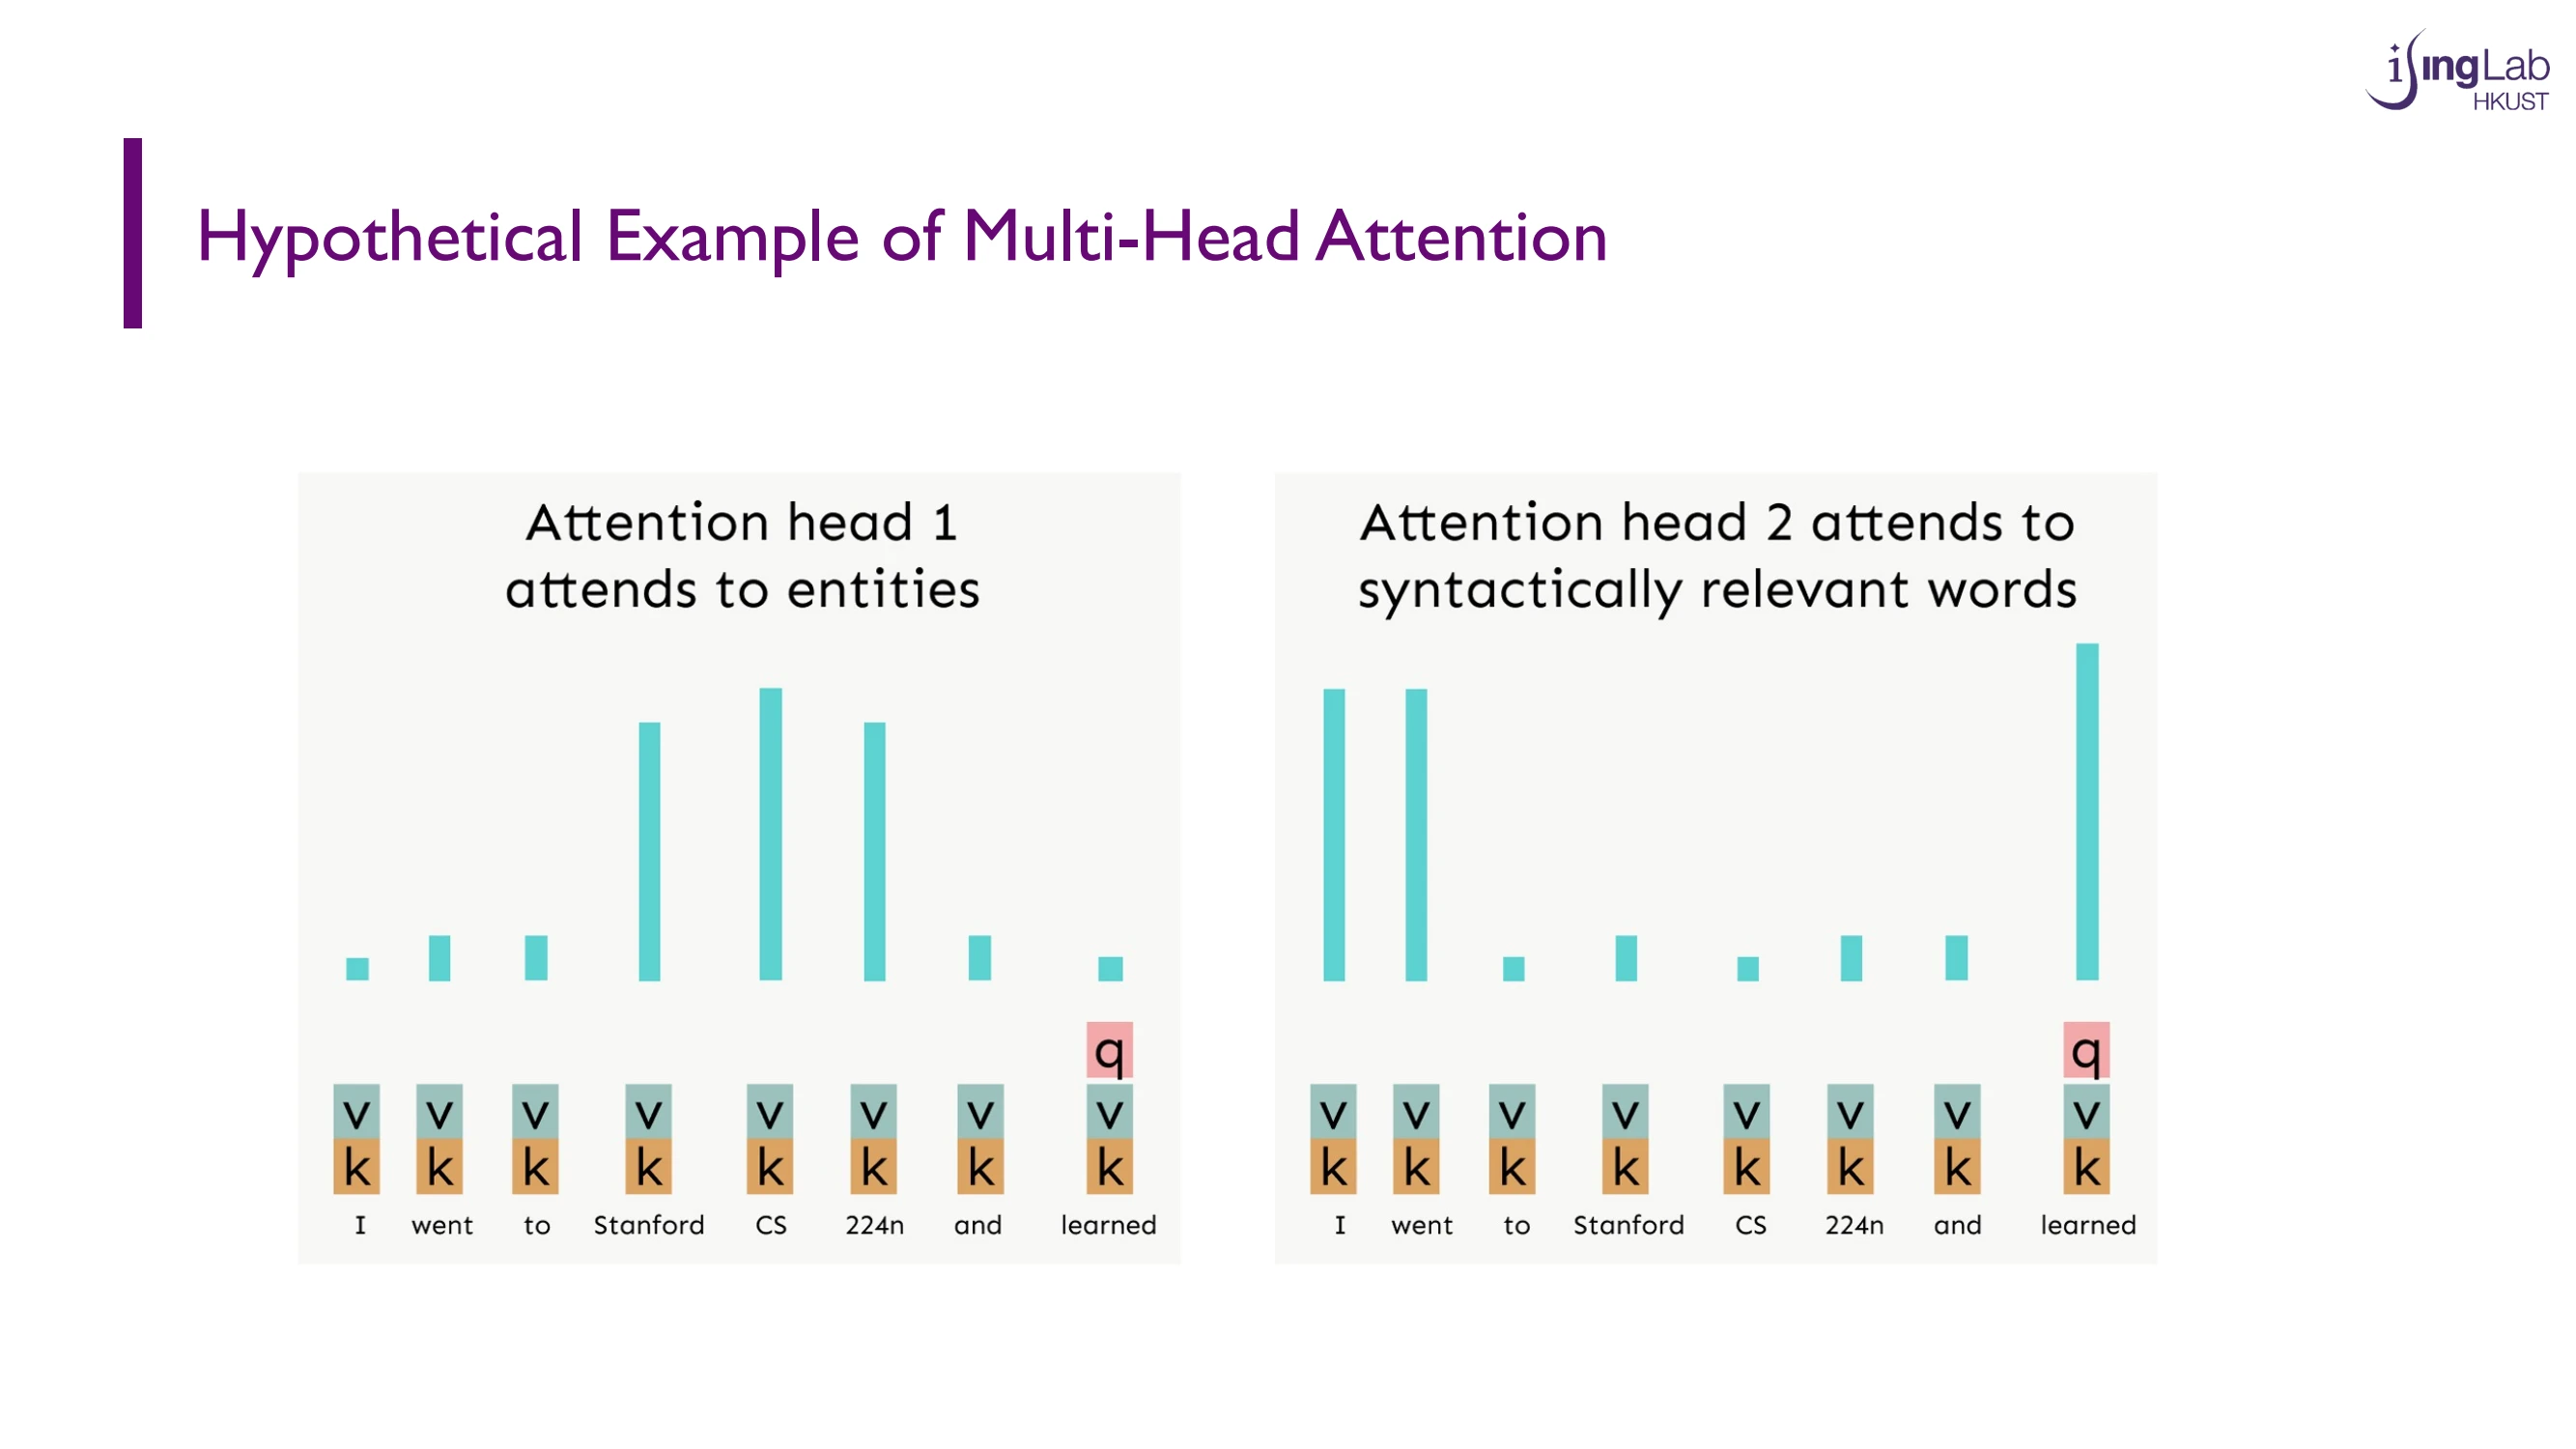 isingLab
HKUST
Hypothetical Example of Multi-Head Attention
Attention head 1
attends to entities
q
v v v v v v v v
k k k k k k k k
I went to Stanford CS 224n and learned
Attention head 2 attends to
syntactically relevant words
q
v v v v v v v v
k k k k k k k k
I went to Stanford CS 224n and learned